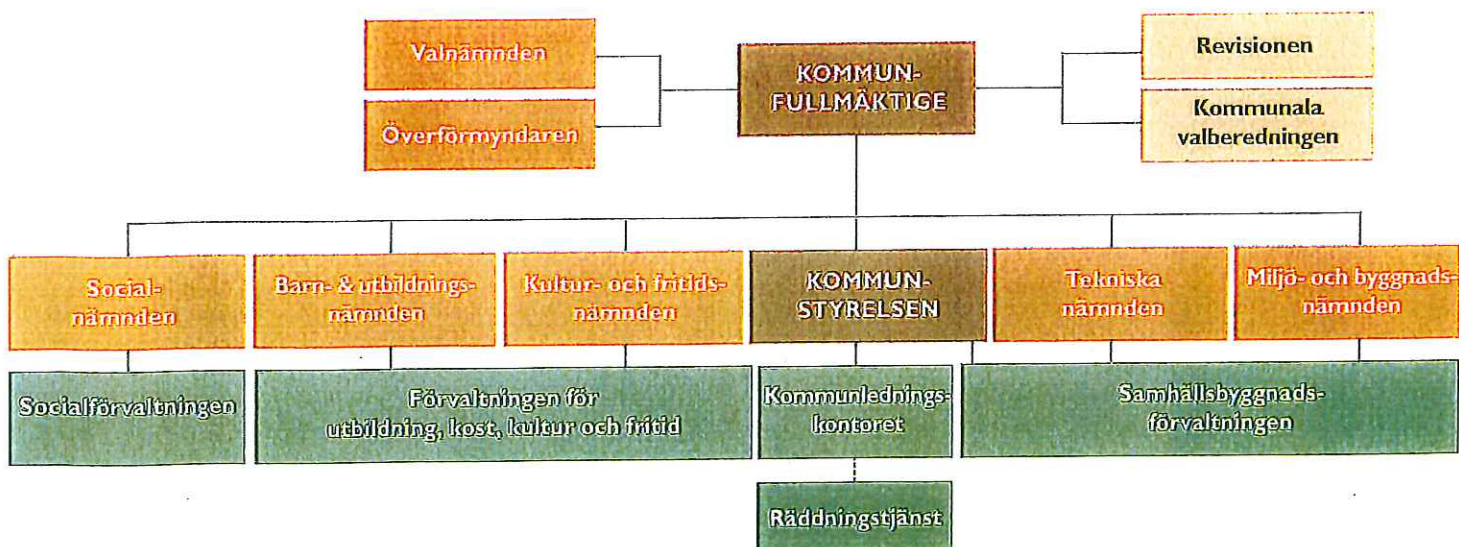 Valnämnden
Överförmyndaren
KOMMUN-
FULLMÄKTIGE
Revisionen
Kommunala
valberedningen
Social-
nämnden
Barn- & utbildnings-
nämnden
Kultur- och fritids-
nämnden
KOMMUN-
STYRELSEN
Tekniska
nämnden
Miljö- och byggnads-
nämnden
Socialförvaltningen
Förvaltningen för
utbildning, kost, kultur och fritid
Kommunlednings-
kontoret
Samhällsbyggnads-
förvaltningen
Räddningstjänst